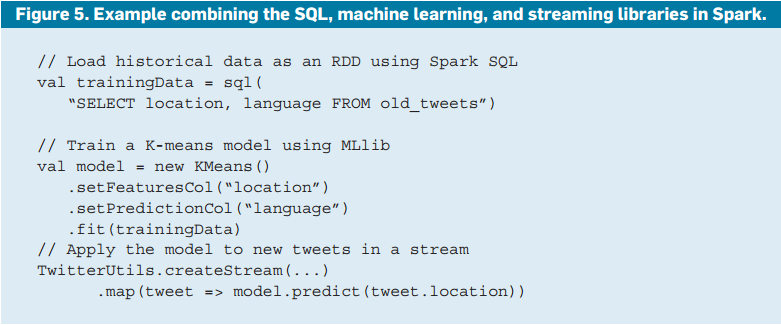 Figure 5. Example combining the SQL, machine learning, and streaming libraries in Spark.
// Load historical data as an RDD using Spark SQL
val trainingData = sql(
“SELECT location, language FROM old_tweets”)
// Train a K-means model using MLlib
val model = new KMeans()
.setFeaturesCol(“location”)
.setPredictionCol(“language”)
.fit(trainingData)
// Apply the model to new tweets in a stream
TwitterUtils.createStream(...)
.map(tweet => model.predict(tweet.location))